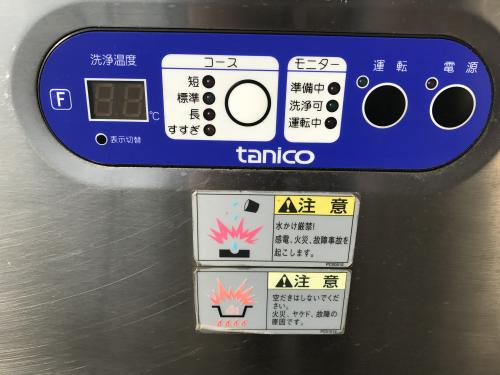 洗浄温度
F
℃
表示切替
コース
短
標準
長
すすぎ
モニター
準備中
洗浄可
運転中
運転
電源
tanico
注意
水かけ厳禁!
感電、火災、故障事故を
起こします。
注意
空だきはしないでくだ
さい。
火災、ヤケド、故障の
原因です。